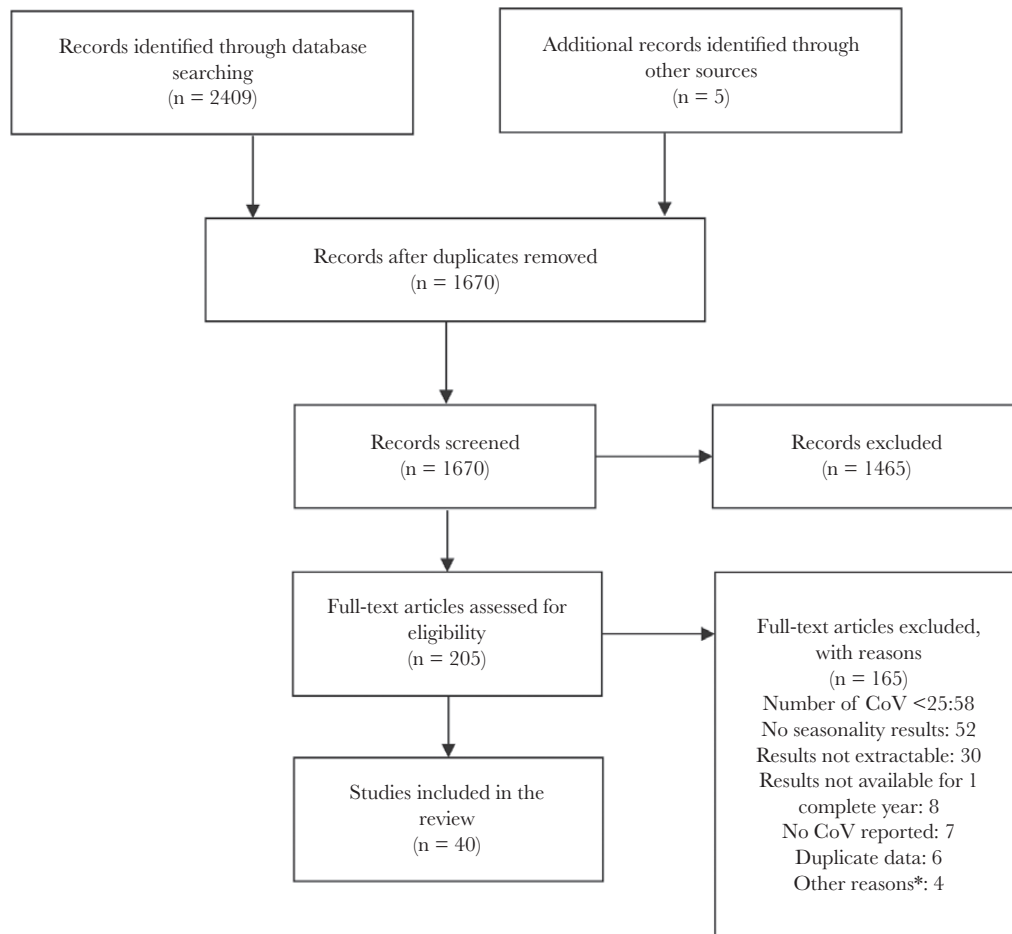 Records identified through database
searching
(n = 2409)
Additional records identified through
other sources
(n = 5)
Records after duplicates removed
(n = 1670)
Records screened
(n = 1670)
Records excluded
(n = 1465)
Full-text articles assessed for
eligibility
(n = 205)
Full-text articles excluded,
with reasons
(n = 165)
Number of CoV <25:58
No seasonality results: 52
Results not extractable: 30
Results not available for 1
complete year: 8
No CoV reported: 7
Duplicate data: 6
Other reasons*: 4
Studies included in the
review
(n = 40)